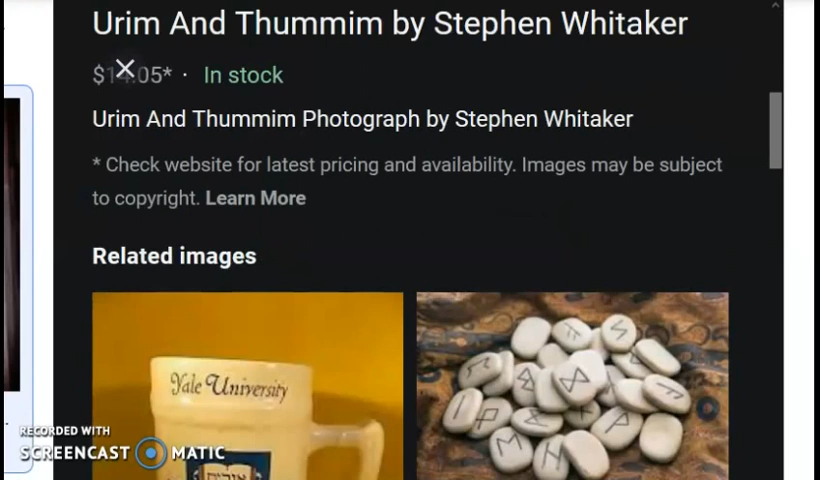 Urim And Thummim by Stephen Whitaker
$14.05* · In stock
Urim And Thummim Photograph by Stephen Whitaker
* Check website for latest pricing and availability. Images may be subject
to copyright. Learn More
Related images
Yale University
RECORDED WITH
SCREENCAST MATIC